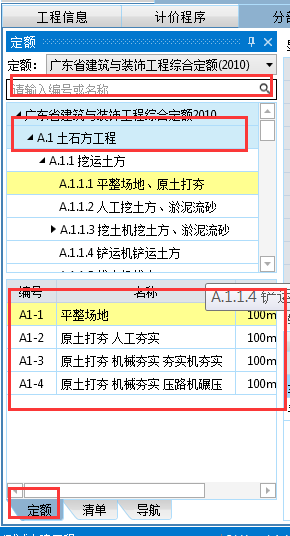 工程信息 计价程序 分部
定额
定额: 广东省建筑与装饰工程综合定额(2010)
请输入编号或名称
广东省建筑与装饰工程综合定额2010
A.1 土石方工程
A.1.1 挖运土方
A.1.1.1 平整场地、原土打夯
A.1.1.2 人工挖土方、淤泥流砂
A.1.1.3 挖土机挖土方、淤泥流砂
A.1.1.4 铲运机铲运土方
编号 名称
A.1.1.4 铲运
A1-1 平整场地 100m
A1-2 原土打夯 人工夯实 100m
A1-3 原土打夯 机械夯实 夯实机夯实 100m
A1-4 原土打夯 机械夯实 压路机碾压 100m
定额 清单 导航